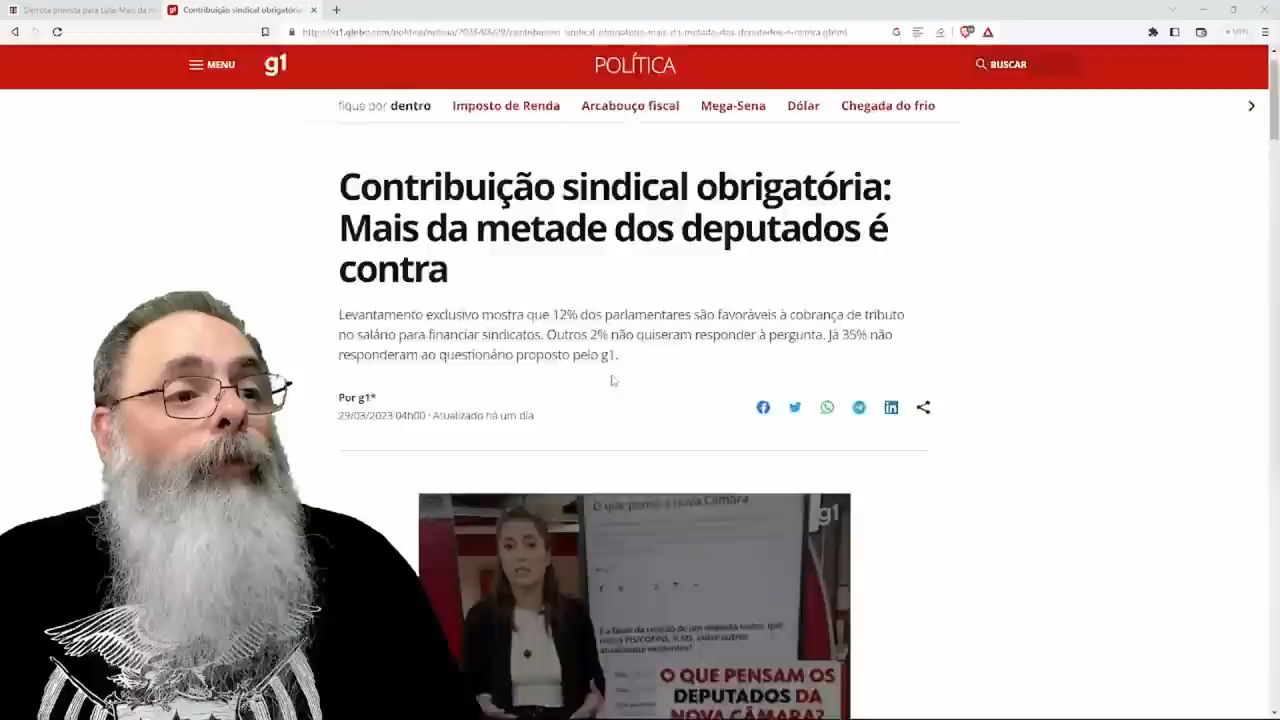 Derrota prevista para Lula: Mais da m
Contribuição sindical obrigatória:
MENU
g1
POLÍTICA
BUSCAR
fique por dentro
Imposto de Renda
Arcabouço fiscal
Mega-Sena
Dólar
Chegada do frio
Contribuição sindical obrigatória:
Mais da metade dos deputados é
contra
Levantamento exclusivo mostra que 12% dos parlamentares são favoráveis à cobrança de tributo
no salário para financiar sindicatos. Outros 2% não quiseram responder à pergunta. Já 35% não
responderam ao questionário proposto pelo g1.
Por g1*
29/03/2023 04h00 · Atualizado há um dia
O que pensa a nova Câmara
g1
O QUE PENSAM OS
DEPUTADOS DA
NOVA CÂMARA?